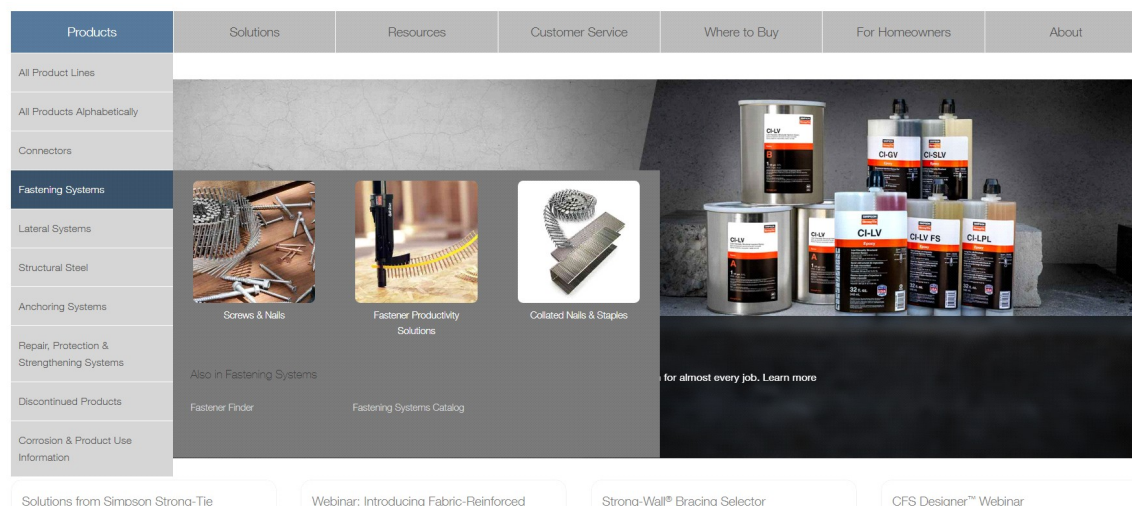 Products
Solutions
Resources
Customer Service
Where to Buy
For Homeowners
About
All Product Lines
All Products Alphabetically
Connectors
Fastening Systems
Lateral Systems
Structural Steel
Anchoring Systems
Repair, Protection &
Strengthening Systems
Discontinued Products
Corrosion & Product Use
Information
Screws & Nails
Fastener Productivity
Solutions
Collated Nails & Staples
Also in Fastening Systems
Fastener Finder
Fastening Systems Catalog
CI-LV
B
CI-GV
CI-SLV
CI-LV
A
CI-LV
A
CI-LV
Epoxy
32
CI-LV FS
CI-LPL
for almost every job. Learn more
Solutions from Simpson Strong-Tie
Webinar: Introducing Fabric-Reinforced
Strong-Wall® Bracing Selector
CFS Designer™ Webinar